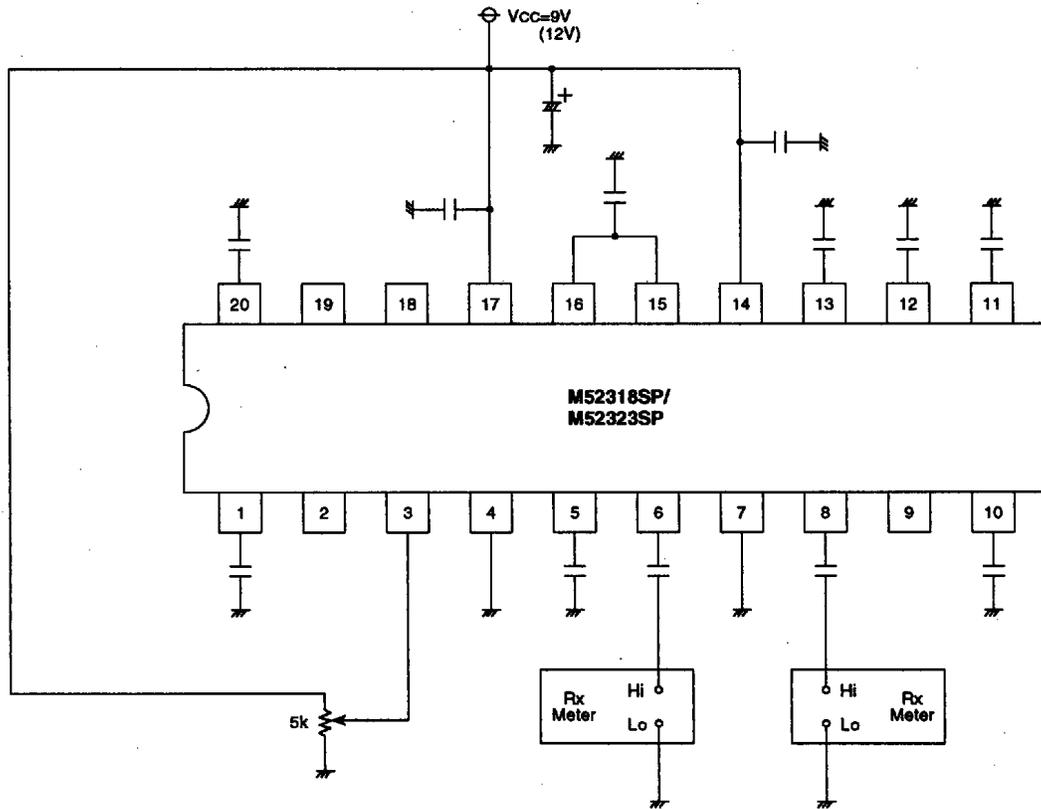 VCC=9V
(12V)
20 19 18 17 16 15 14 13 12 11
M52318SP/
M52323SP
1 2 3 4 5 6 7 8 9 10
5k
Rx
Meter
Hi
Lo
Hi
Lo
Rx
Meter